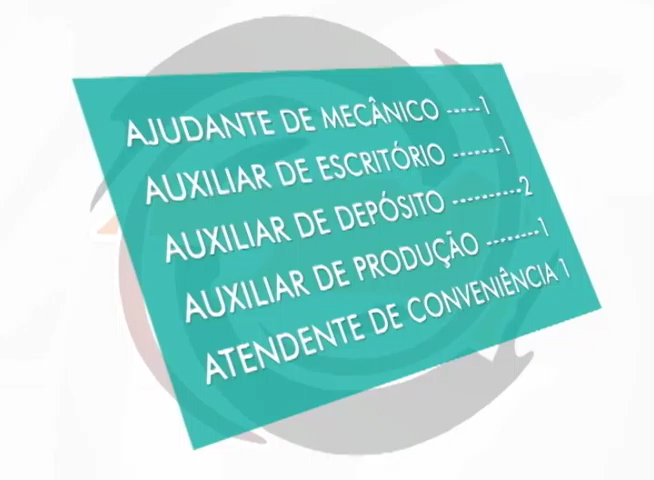 AJUDANTE DE MECÂNICO -----1
AUXILIAR DE ESCRITÓRIO -------1
AUXILIAR DE DEPÓSITO ----------2
AUXILIAR DE PRODUÇÃO --------1
ATENDENTE DE CONVENIÊNCIA 1